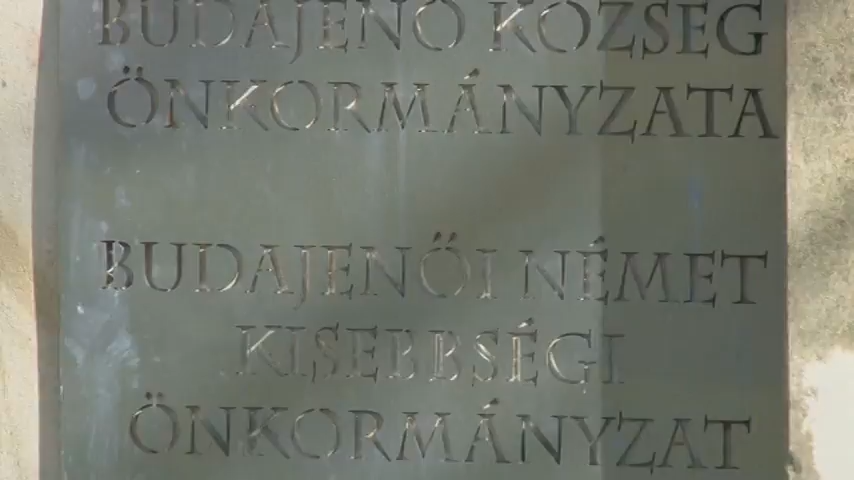 BUDAJENŐ KÖZSÉG
ÖNKORMÁNYZATA
BUDAJENŐI NÉMET
KISEBBSÉGI
ÖNKORMÁNYZAT